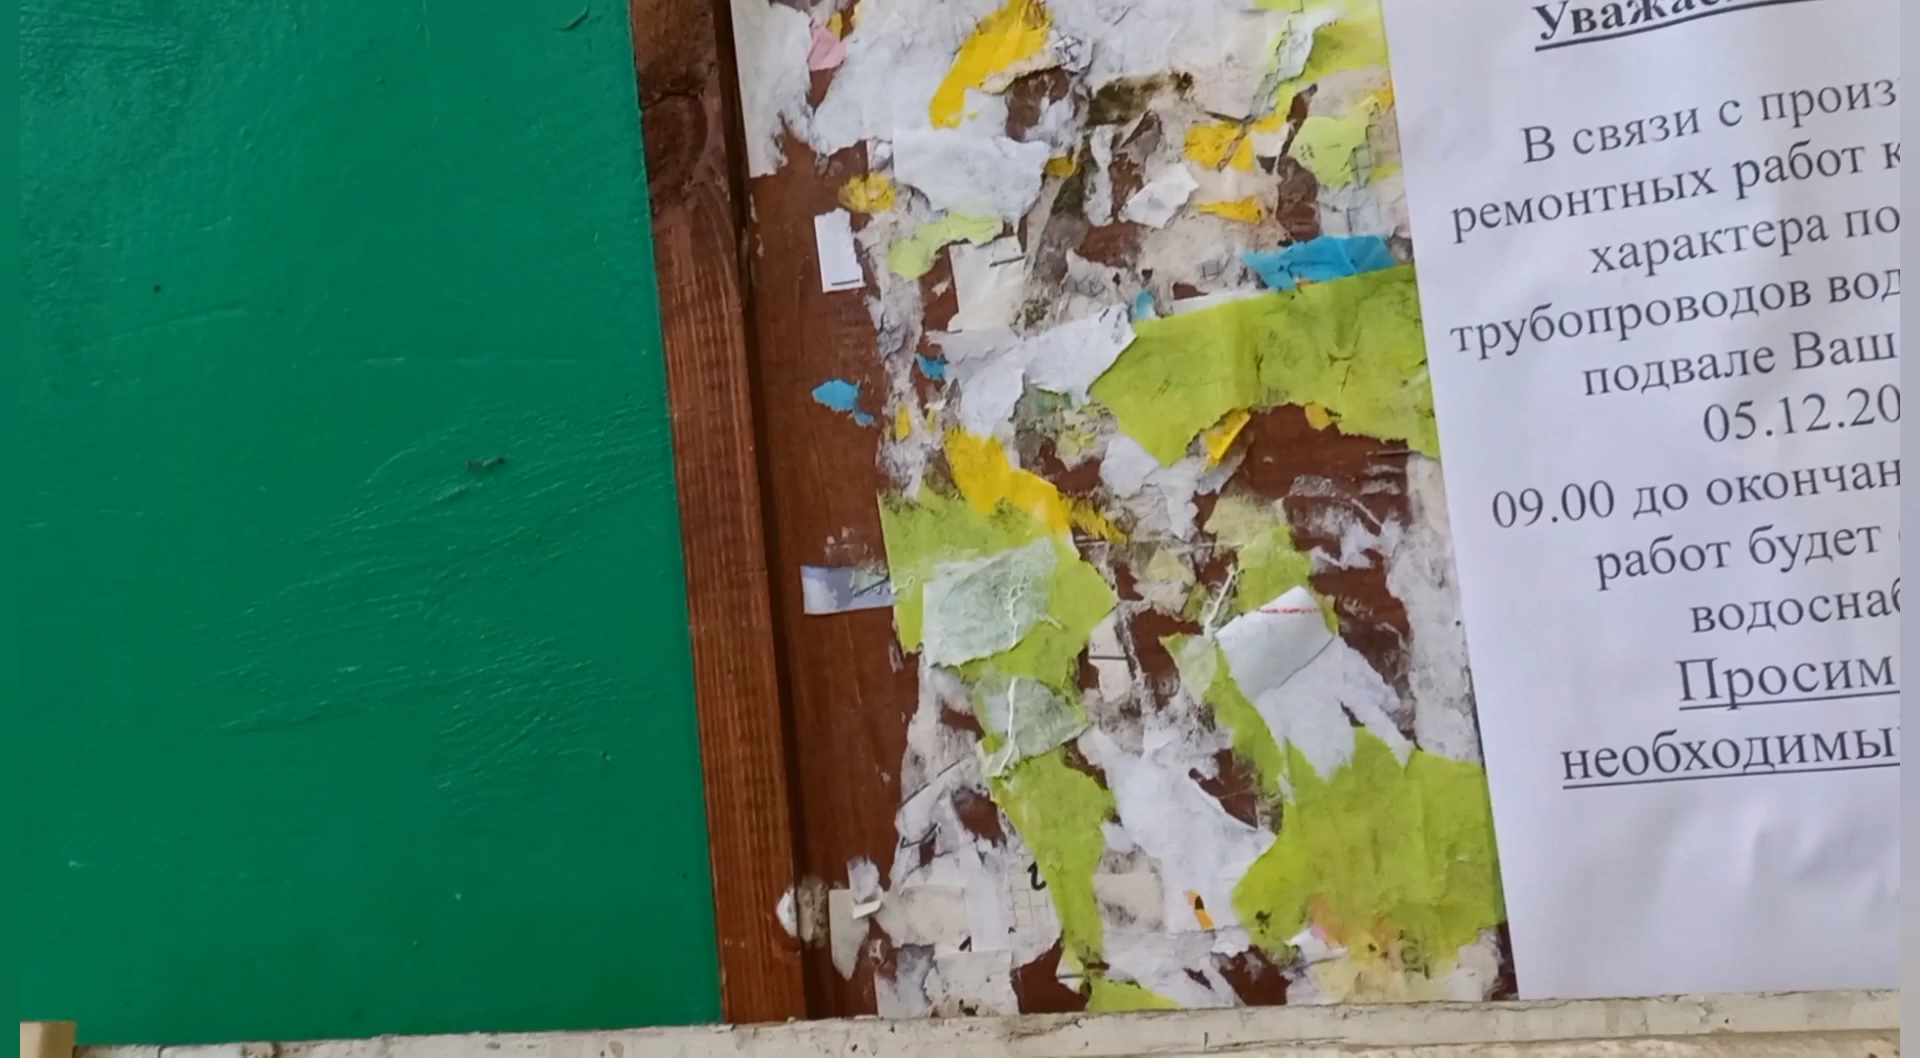 В связи с произ
ремонтных работ к
характера по
трубопроводов вод
подвале Ваш
05.12.20
09.00 до окончан
работ будет
водоснаб
Просим
необходимы